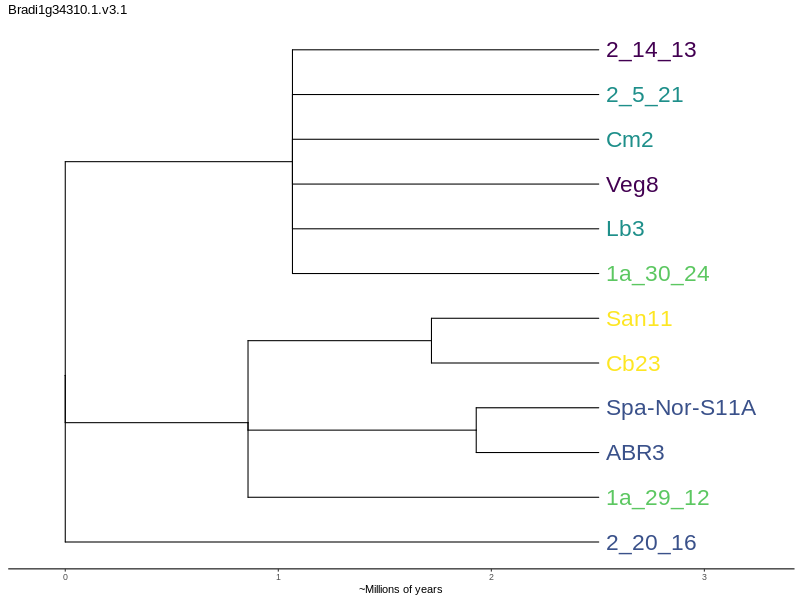 Bradi1g34310.1.v3.1
2_14_13
2_5_21
Cm2
Veg8
Lb3
1a_30_24
San11
Cb23
Spa-Nor-S11A
ABR3
1a_29_12
2_20_16
0 1 2 3
~Millions of years